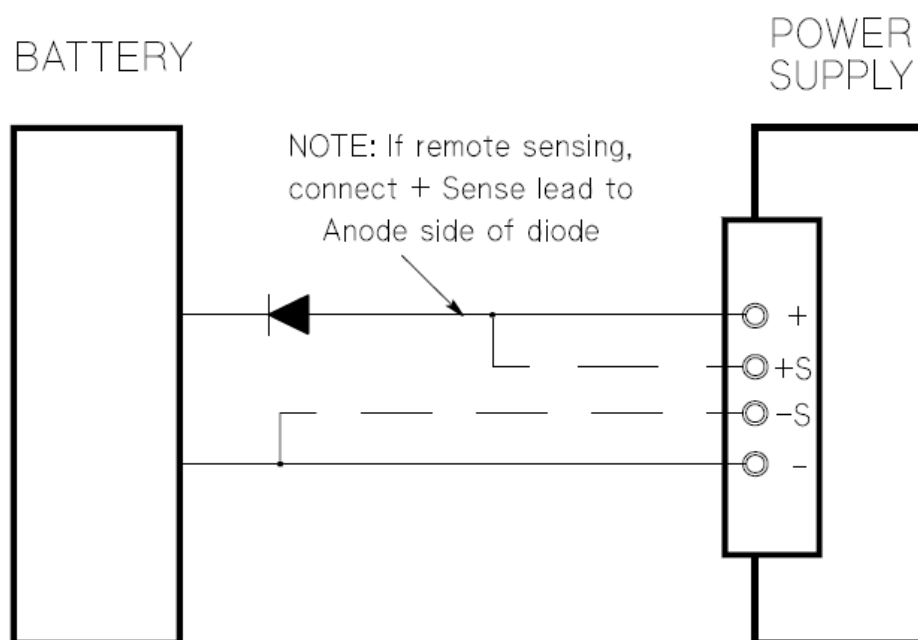 BATTERY
POWER
SUPPLY
NOTE: If remote sensing,
connect + Sense lead to
Anode side of diode
+
+S
-S
-